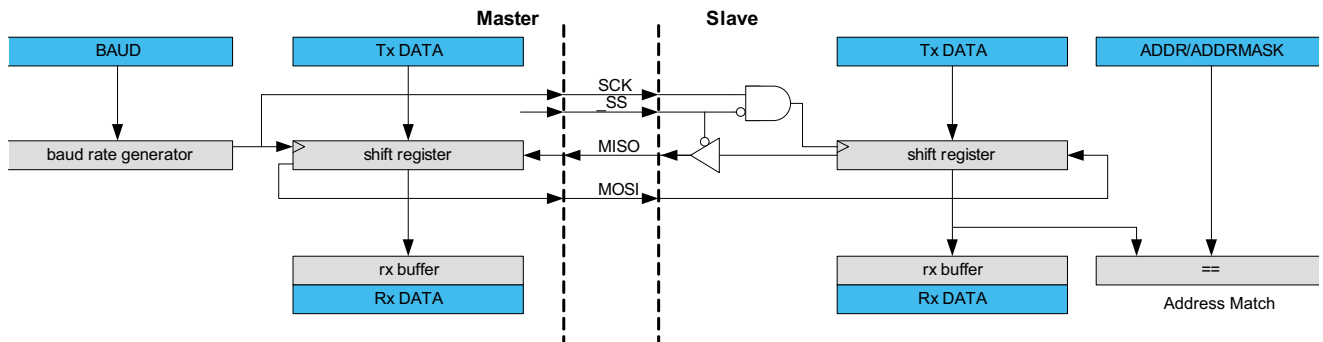 Master
Slave
BAUD
Tx DATA
Tx DATA
ADDR/ADDRMASK
SCK
_SS
baud rate generator
shift register
MISO
shift register
MOSI
rx buffer
rx buffer
==
Rx DATA
Rx DATA
Address Match